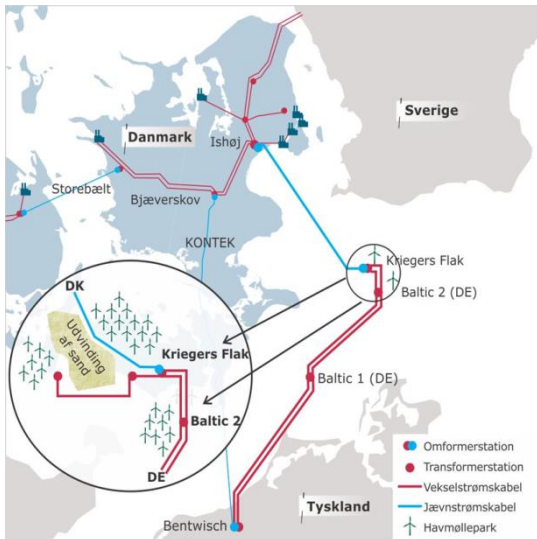 Sverige
Danmark
Ishøj
Storebælt
Bjæverskov
KONTEK
Kriegers Flak
Baltic 2 (DE)
DK
Udvinding
af sand
Kriegers Flak
Baltic 2
DE
Baltic 1 (DE)
Bentwisch
Tyskland
Omformerstation
Transformerstation
Vekselstrømskabel
Jævnstrømskabel
Havmøllepark